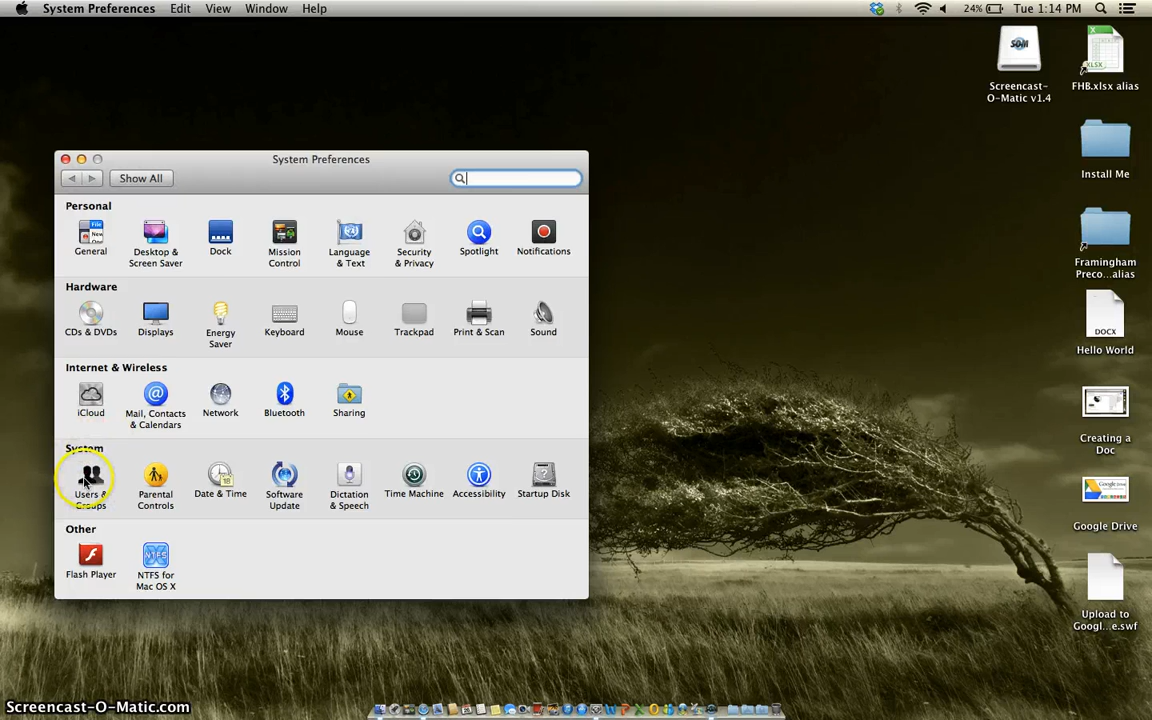 System Preferences Edit View Window Help
24% Tue 1:14 PM
System Preferences
Show All
Personal
General
Desktop &
Screen Saver
Dock
Mission
Control
Language
& Text
Security
& Privacy
Spotlight
Notifications
Hardware
CDs & DVDs
Displays
Energy
Saver
Keyboard
Mouse
Trackpad
Print & Scan
Sound
Internet & Wireless
iCloud
Mail, Contacts
& Calendars
Network
Bluetooth
Sharing
System
Users &
Groups
Parental
Controls
Date & Time
Software
Update
Dictation
& Speech
Time Machine
Accessibility
Startup Disk
Other
Flash Player
NTFS
NTFS for
Mac OS X
SOM
Screencast-
O-Matic v1.4
XLSX
FHB.xlsx alias
Install Me
Framingham
Preco...alias
DOCX
Hello World
Creating a
Doc
Google Drive
Upload to
Googl...e.swf
Screencast-O-Matic.com